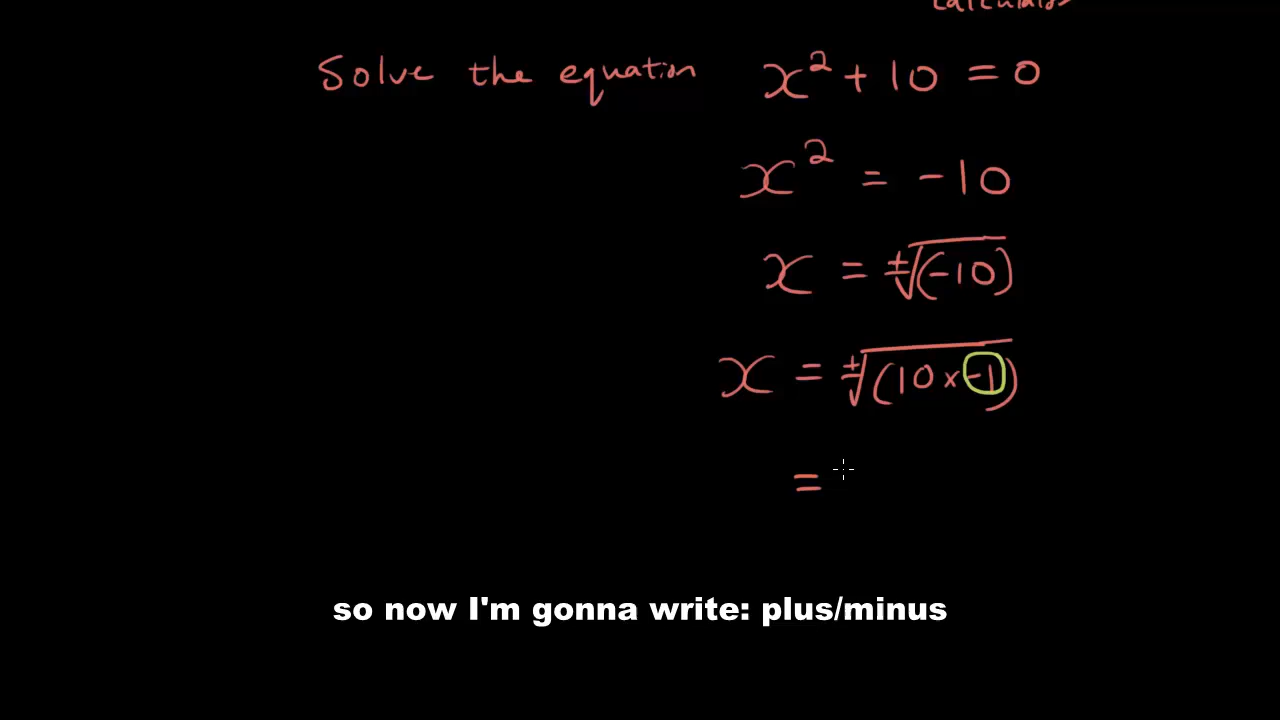 Solve the equation x² + 10 = 0
x² = -10
x = ±√(-10)
x = ±√(10 × -1)
=
so now I'm gonna write: plus/minus